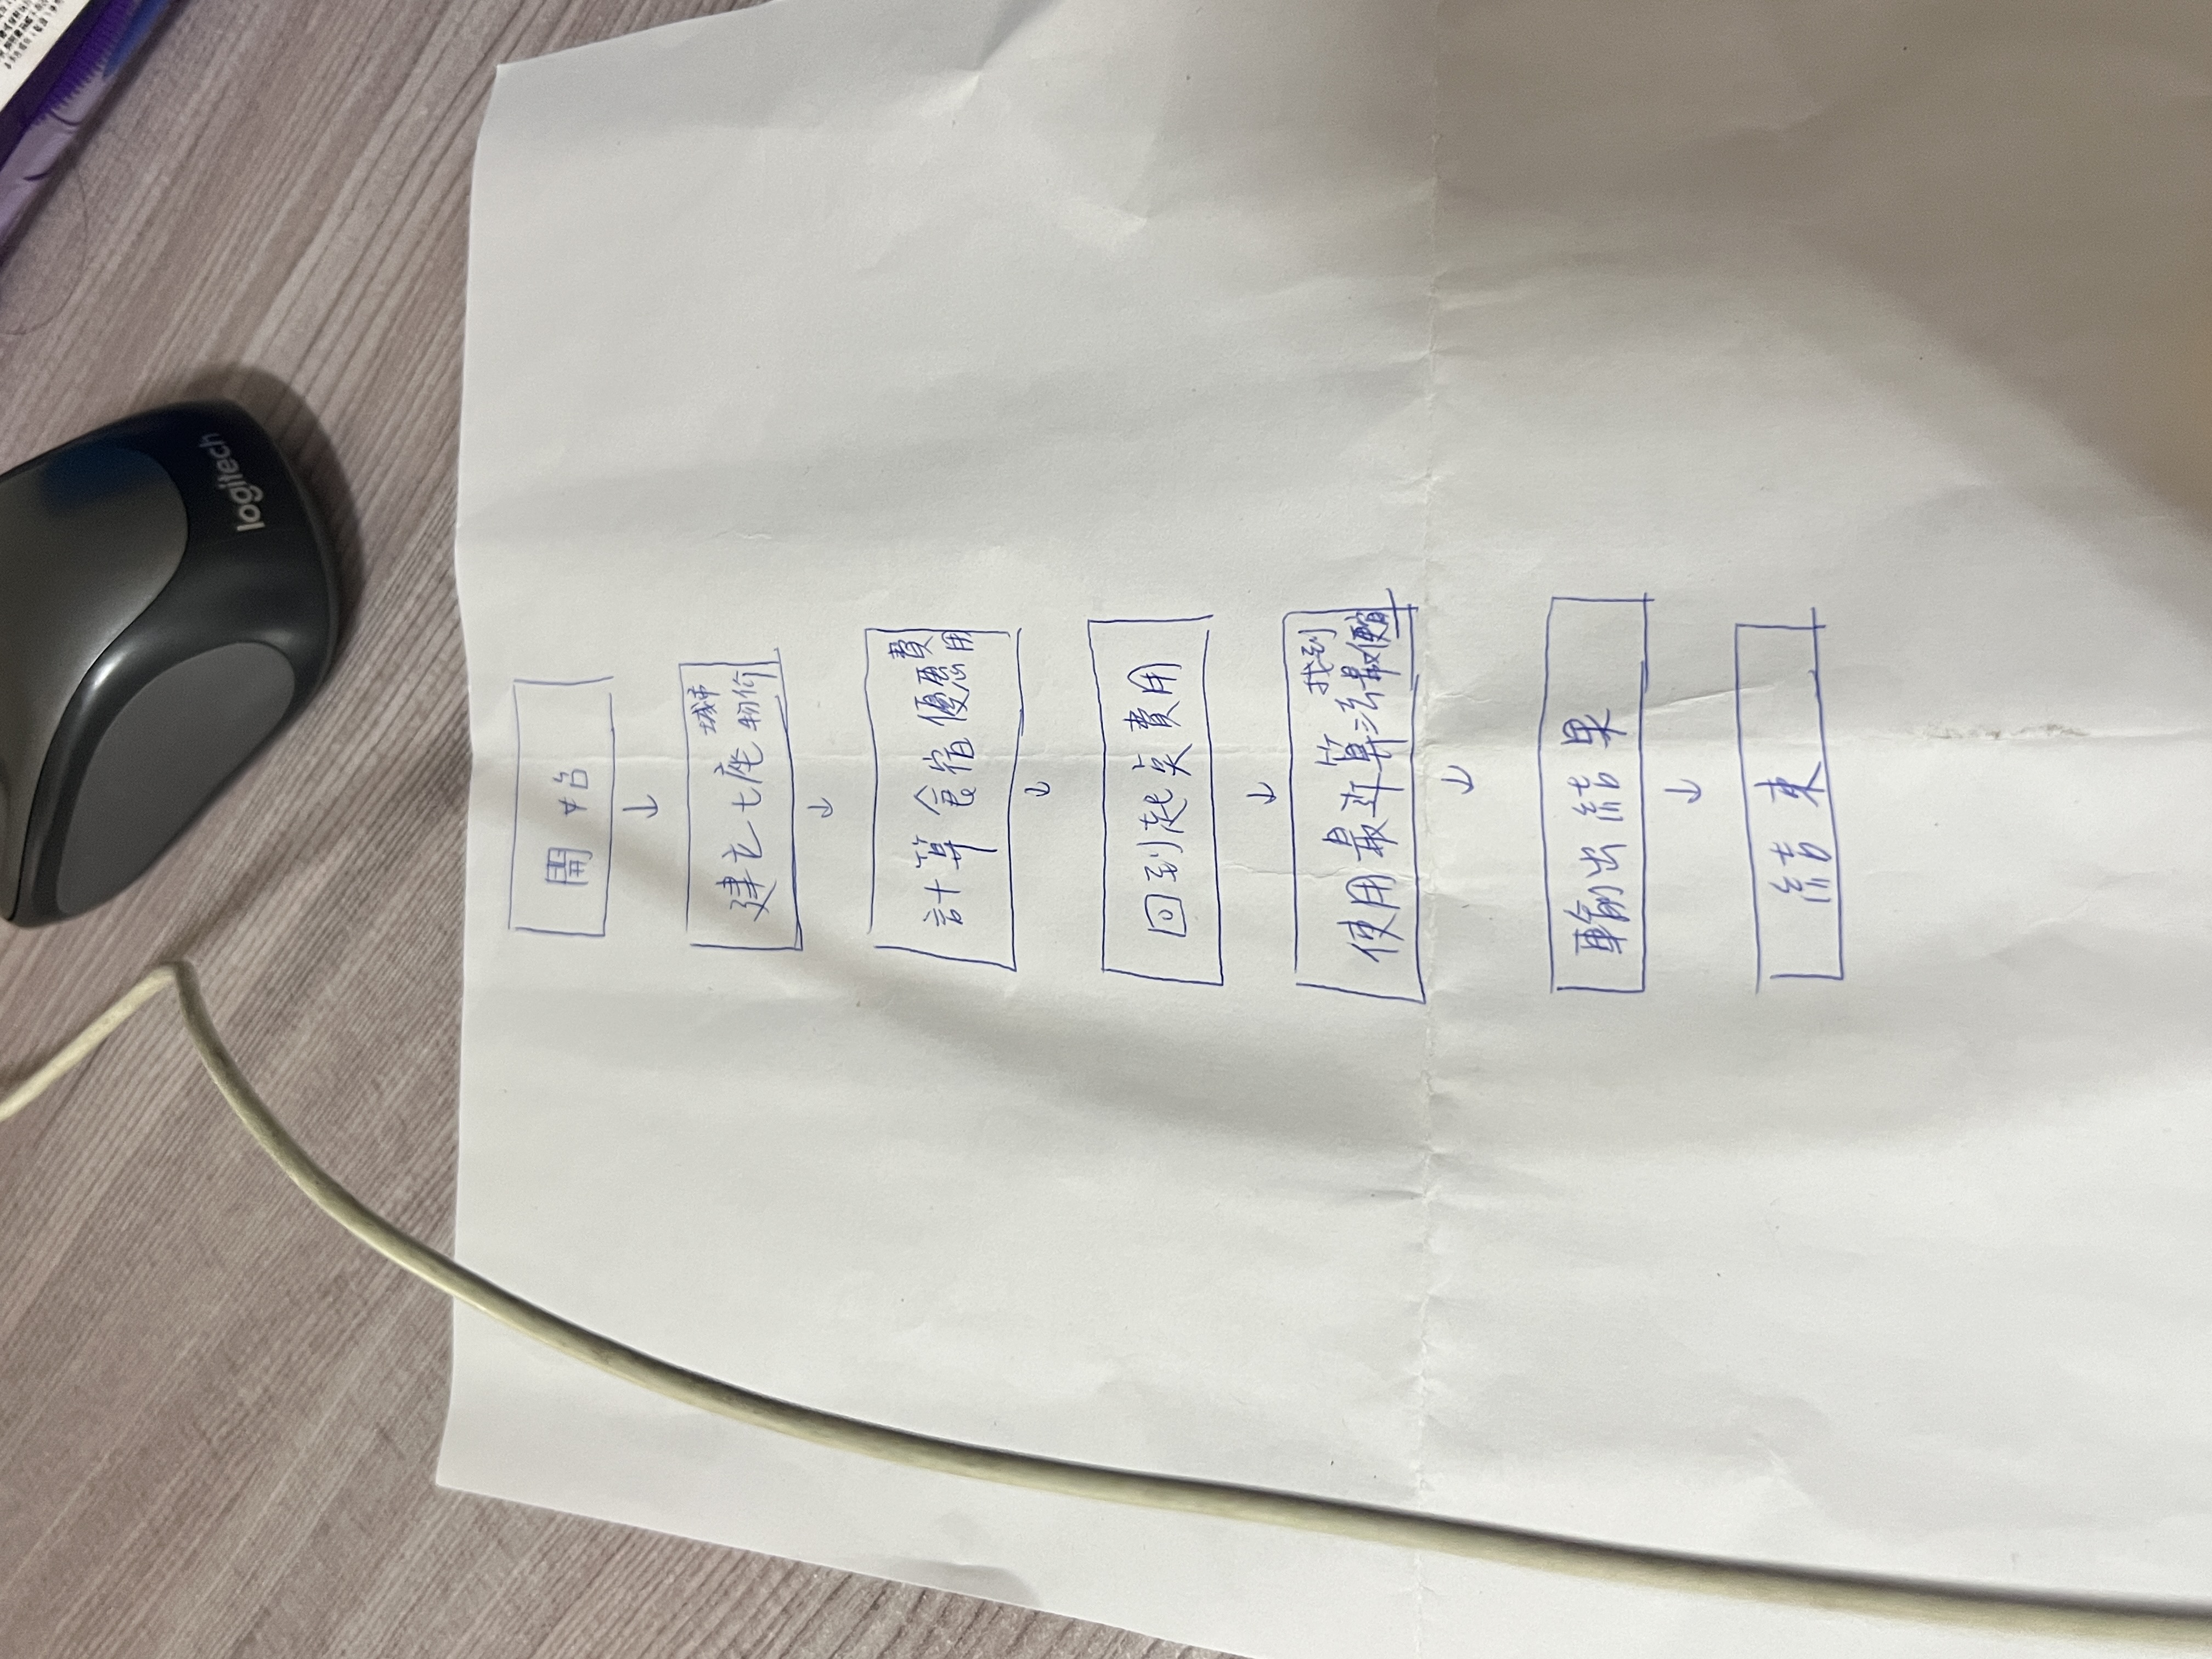 logitech
開始
↓
建立七座城市物价
↓
計算食宿優惠費用
↓
回到起点費用
↓
使用最近算法找到最便宜
↓
輸出結果
↓
結束